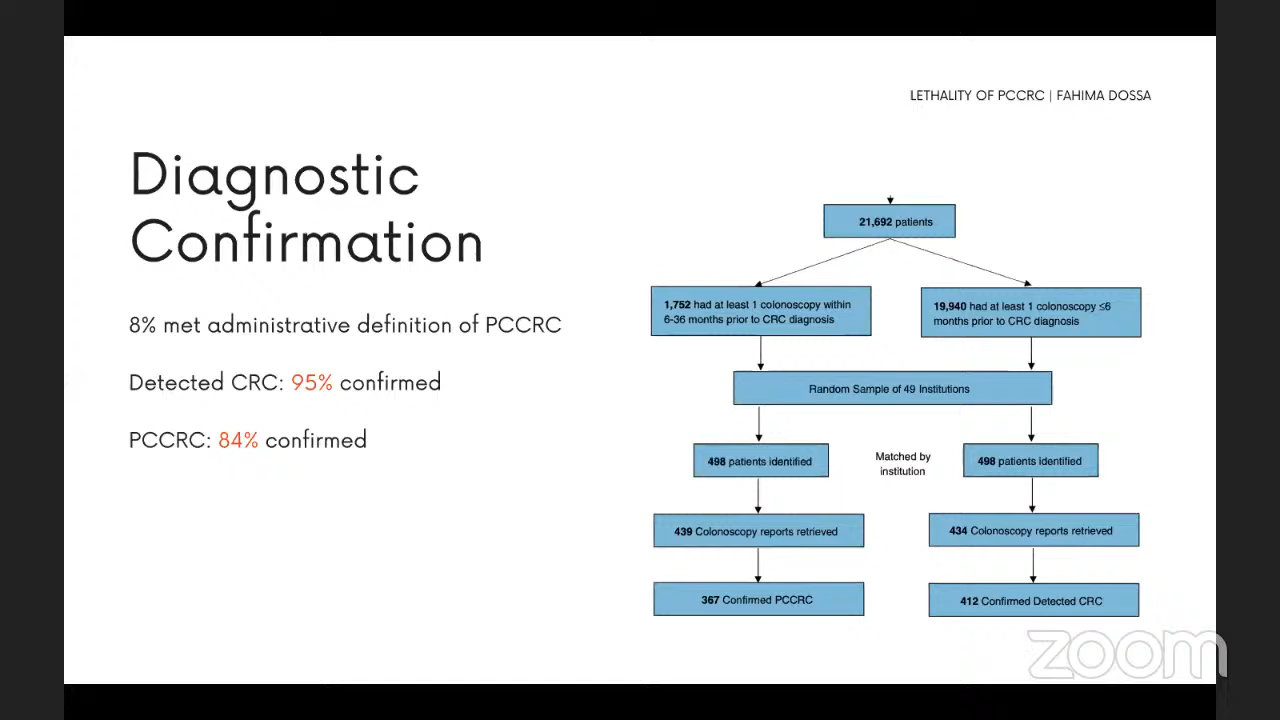 LETHALITY OF PCCRC | FAHIMA DOSSA
Diagnostic
Confirmation
8% met administrative definition of PCCRC
Detected CRC: 95% confirmed
PCCRC: 84% confirmed
21,692 patients
1,752 had at least 1 colonoscopy within
6-36 months prior to CRC diagnosis
19,940 had at least 1 colonoscopy ≤6
months prior to CRC diagnosis
Random Sample of 49 Institutions
498 patients identified
Matched by
institution
498 patients identified
439 Colonoscopy reports retrieved
434 Colonoscopy reports retrieved
367 Confirmed PCCRC
412 Confirmed Detected CRC
zoom